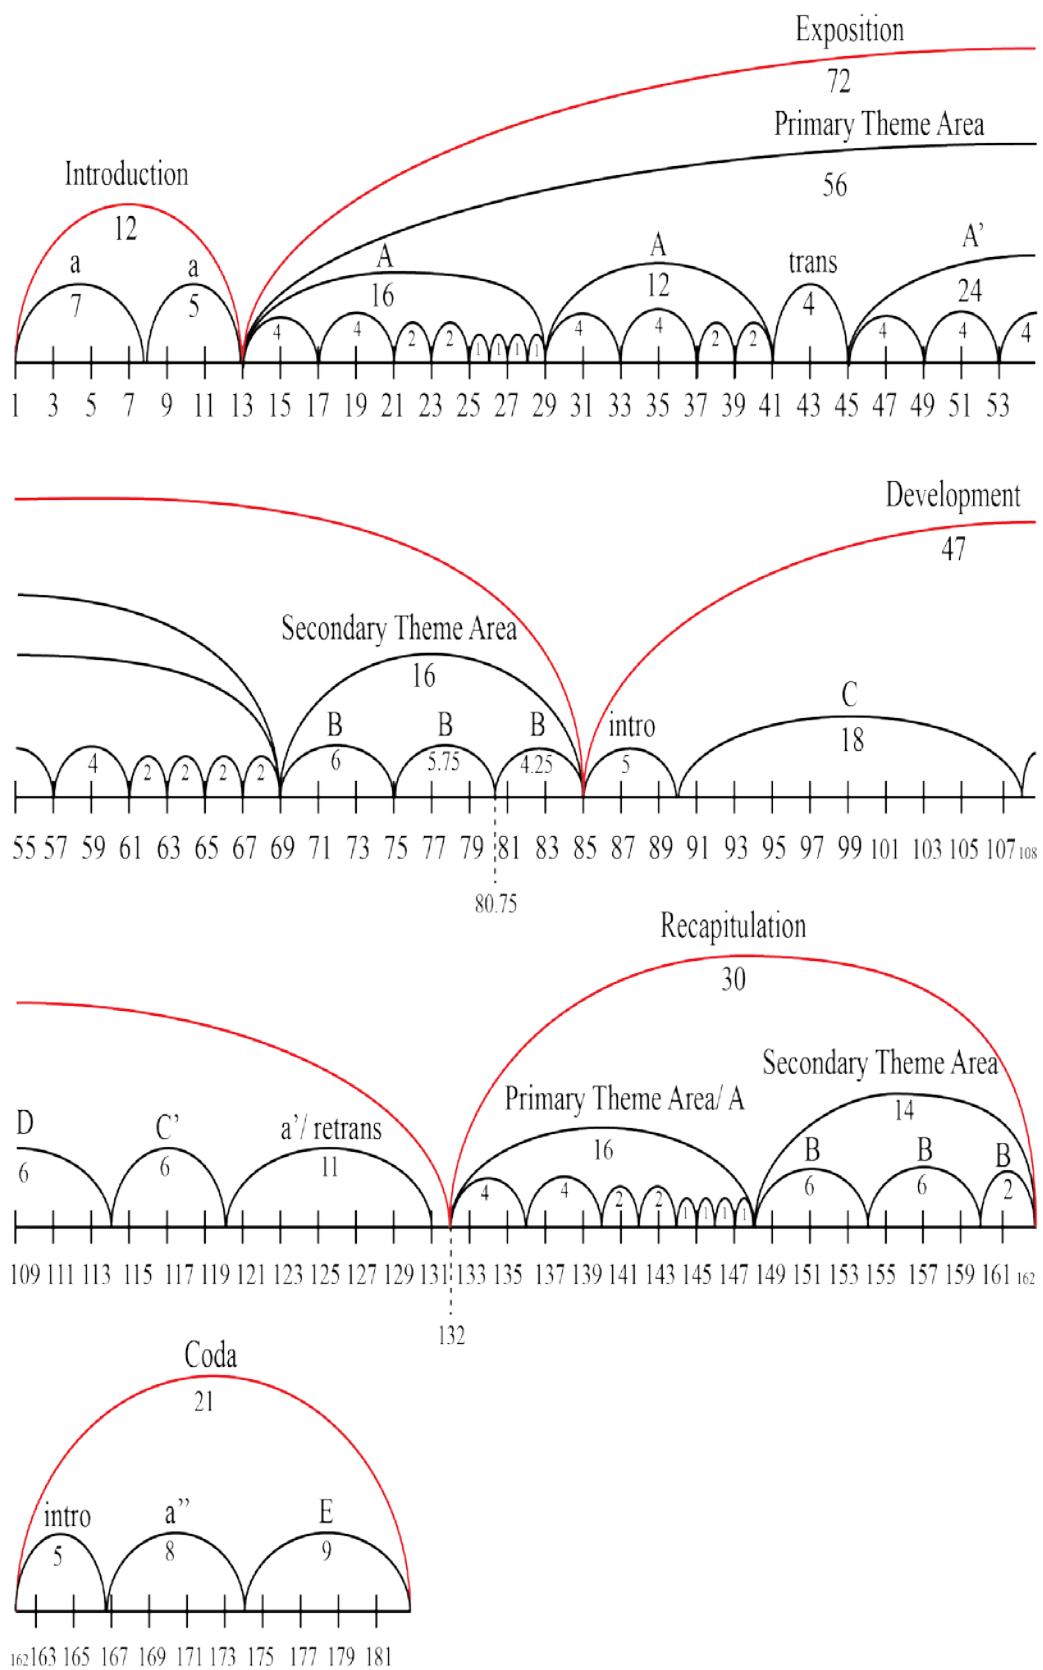 Exposition
72
Primary Theme Area
56
Introduction
12
a a A A trans A’
7 5 16 12 4 24
4 4 2 2 1 1 1 1 4 4 2 2 4 4 4
1 3 5 7 9 11 13 15 17 19 21 23 25 27 29 31 33 35 37 39 41 43 45 47 49 51 53
Development
47
Secondary Theme Area
16
B B B intro C
6 5.75 4.25 5 18
4 2 2 2 2
55 57 59 61 63 65 67 69 71 73 75 77 79 81 83 85 87 89 91 93 95 97 99 101 103 105 107 108
80.75
Recapitulation
30
Secondary Theme Area
14
Primary Theme Area/ A
16
D C’ a’/ retrans B B B
6 6 11 6 6 2
4 4 2 2 1 1 1 1
109 111 113 115 117 119 121 123 125 127 129 131 133 135 137 139 141 143 145 147 149 151 153 155 157 159 161 162
132
Coda
21
intro a’’ E
5 8 9
162 163 165 167 169 171 173 175 177 179 181